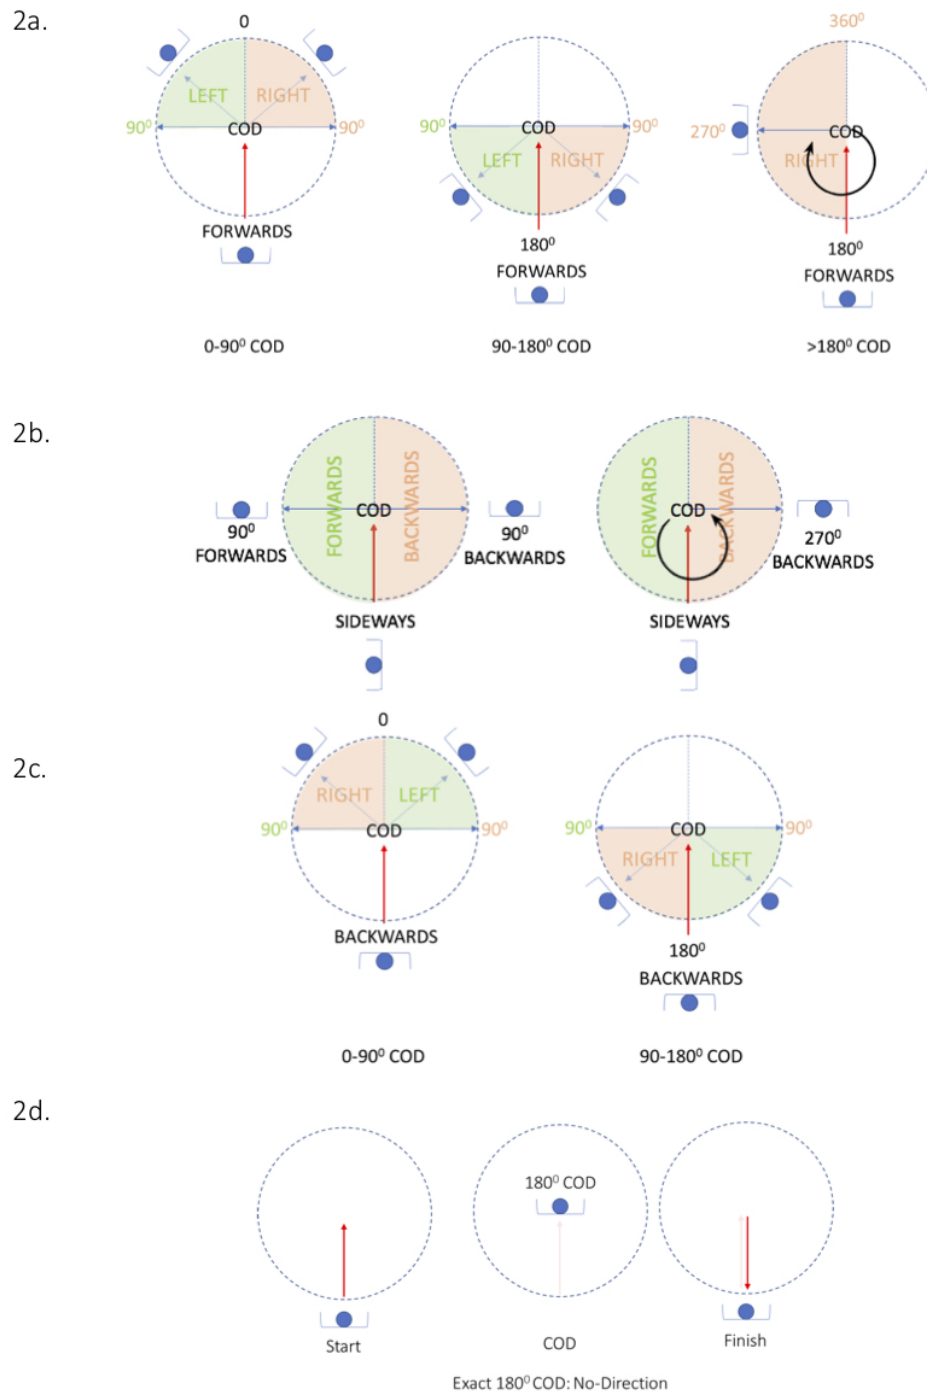 2a.
0
LEFT RIGHT
90⁰ COD 90⁰
FORWARDS
0-90⁰ COD
90⁰ COD 90⁰
LEFT RIGHT
180⁰
FORWARDS
90-180⁰ COD
360⁰
270⁰ COD
RIGHT
180⁰
FORWARDS
>180⁰ COD
2b.
FORWARDS
COD
BACKWARDS
90⁰
FORWARDS
90⁰
BACKWARDS
SIDEWAYS
FORWARDS
COD
BACKWARDS
270⁰
BACKWARDS
SIDEWAYS
2c.
0
RIGHT LEFT
90⁰ COD 90⁰
BACKWARDS
0-90⁰ COD
90⁰ COD 90⁰
RIGHT LEFT
180⁰
BACKWARDS
90-180⁰ COD
2d.
Start
180⁰ COD
COD
Finish
Exact 180⁰ COD: No-Direction